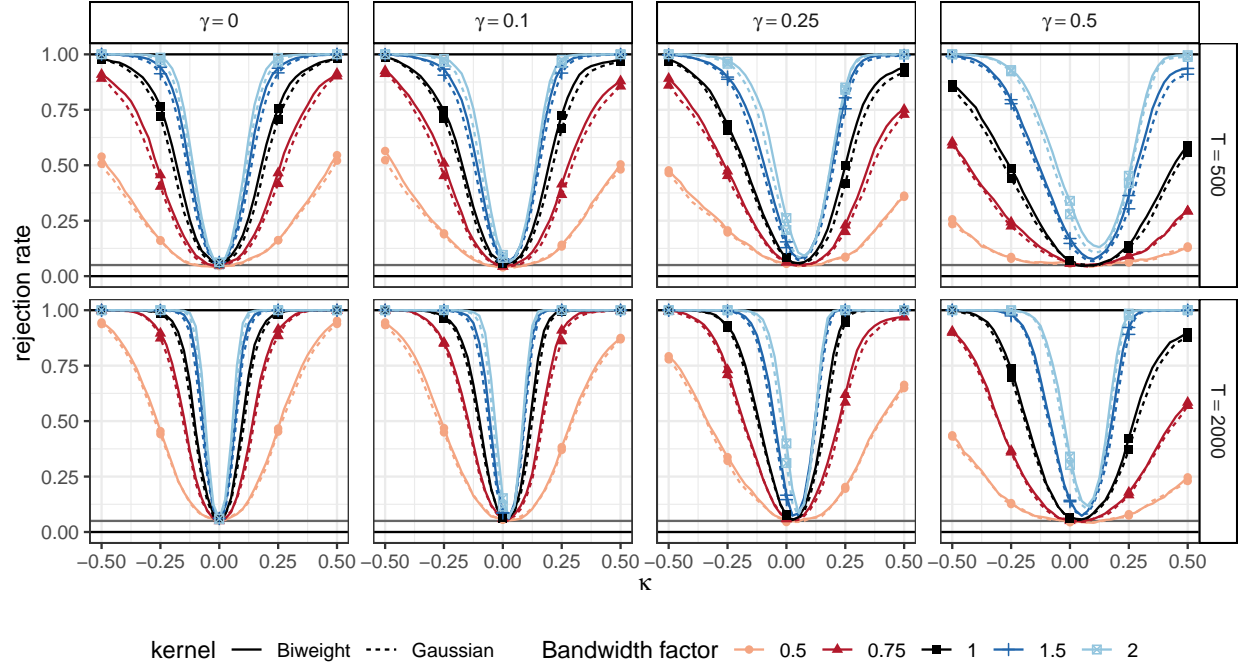 γ = 0
γ = 0.1
γ = 0.25
γ = 0.5
1.00
0.75
0.50
0.25
0.00
T = 500
1.00
0.75
0.50
0.25
0.00
T = 2000
rejection rate
−0.50 −0.25 0.00 0.25 0.50
−0.50 −0.25 0.00 0.25 0.50
−0.50 −0.25 0.00 0.25 0.50
−0.50 −0.25 0.00 0.25 0.50
κ
kernel Biweight Gaussian Bandwidth factor 0.5 0.75 1 1.5 2